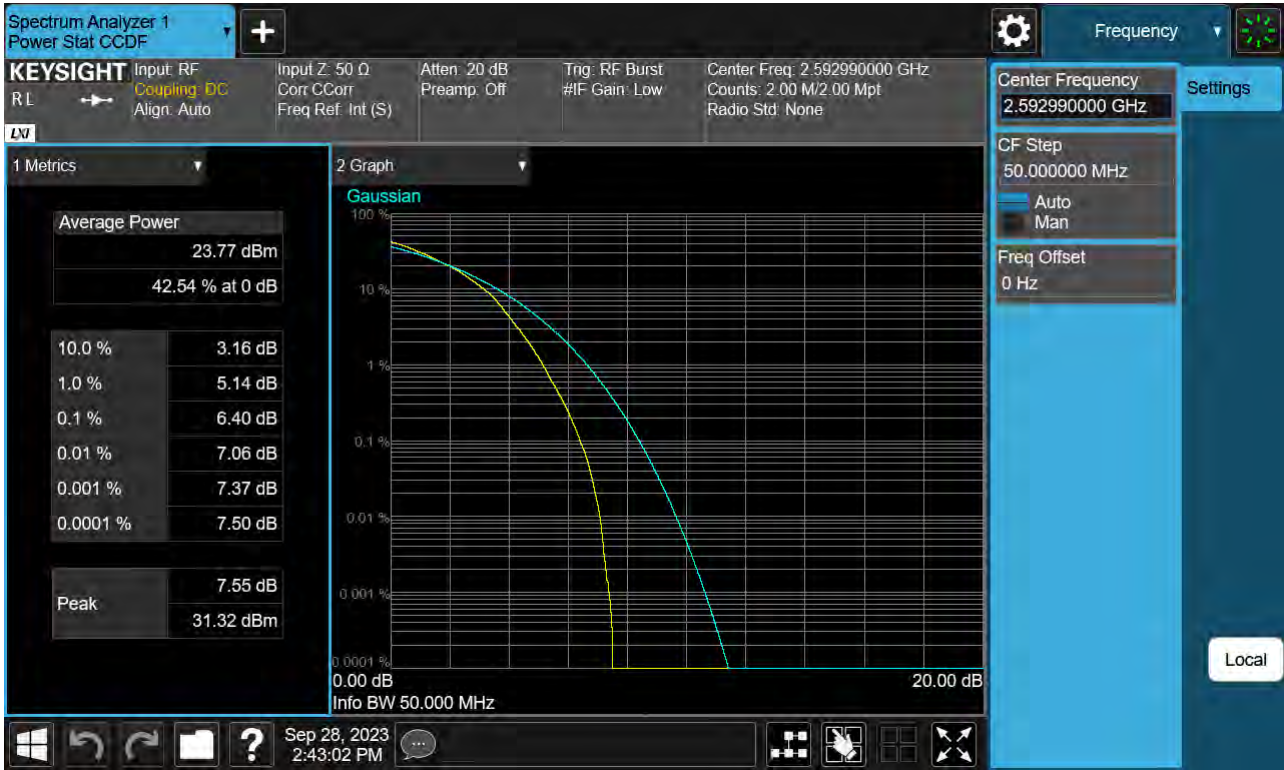 Spectrum Analyzer 1
Power Stat CCDF
Frequency
KEYSIGHT
RL
LXI
Input: RF
Coupling: DC
Align: Auto
Input Z: 50 Ω
Corr CCorr
Freq Ref: Int (S)
Atten: 20 dB
Preamp: Off
Trig: RF Burst
#IF Gain: Low
Center Freq: 2.592990000 GHz
Counts: 2.00 M/2.00 Mpt
Radio Std: None
Center Frequency
2.592990000 GHz
Settings
CF Step
50.000000 MHz
Auto
Man
Freq Offset
0 Hz
Local
1 Metrics
Average Power
23.77 dBm
42.54 % at 0 dB
10.0 % 3.16 dB
1.0 % 5.14 dB
0.1 % 6.40 dB
0.01 % 7.06 dB
0.001 % 7.37 dB
0.0001 % 7.50 dB
Peak
7.55 dB
31.32 dBm
2 Graph
Gaussian
100 %
10 %
1 %
0.1 %
0.01 %
0.001 %
0.0001 %
0.00 dB 20.00 dB
Info BW 50.000 MHz
?
Sep 28, 2023
2:43:02 PM